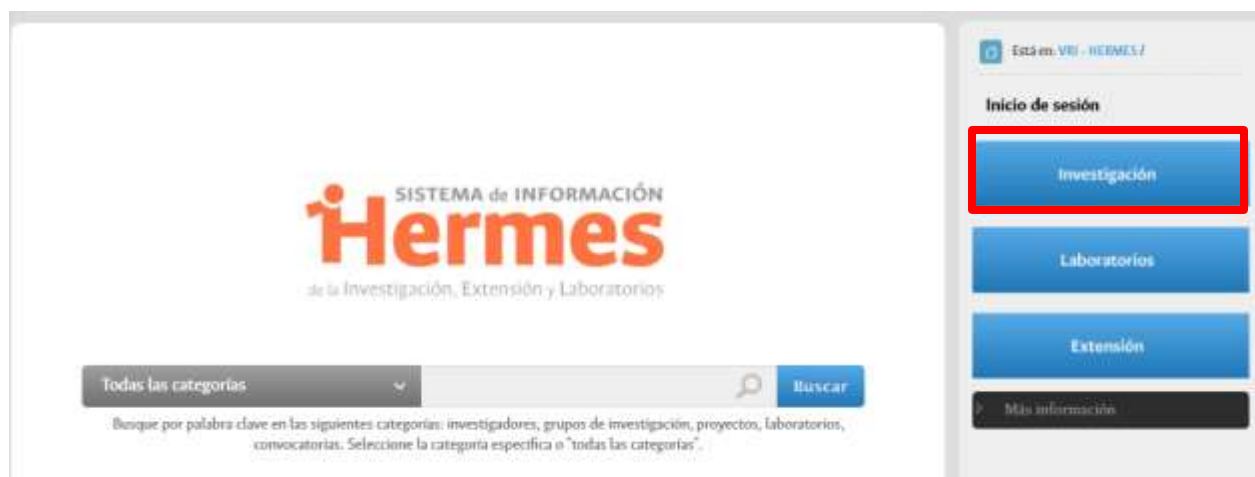 Está en: VRI - HERMES /
Inicio de sesión
Investigación
SISTEMA de INFORMACIÓN
Hermes
de la Investigación, Extensión y Laboratorios
Laboratorios
Extensión
Todas las categorías
Buscar
Más información
Busque por palabra clave en las siguientes categorías: investigadores, grupos de investigación, proyectos, laboratorios,
convocatorias. Seleccione la categoría específica o "todas las categorías".